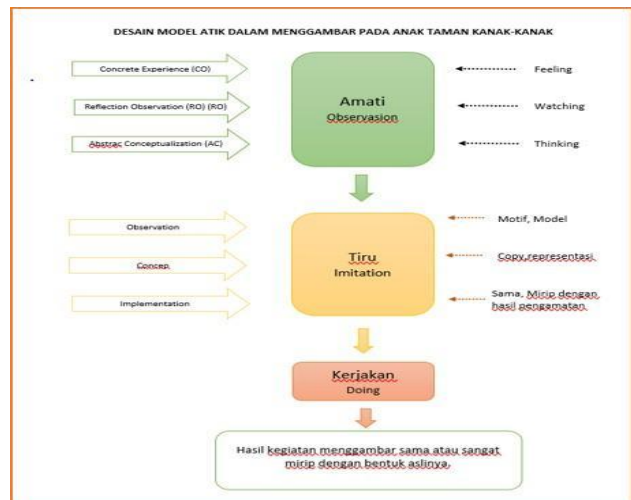 DESAIN MODEL ATIK DALAM MENGGAMBAR PADA ANAK TAMAN KANAK-KANAK
Concrete Experience (CO)
Reflection Observation (RO) (RO)
Abstrac Conceptualization (AC)
Amati
Observasion
Feeling
Watching
Thinking
Observation
Concep
Implementation
Tiru
Imitation
Motif, Model
Copy,representasi
Sama, Mirip dengan
hasil pengamatan
Kerjakan
Doing
Hasil kegiatan menggambar sama atau sangat
mirip dengan bentuk aslinya.